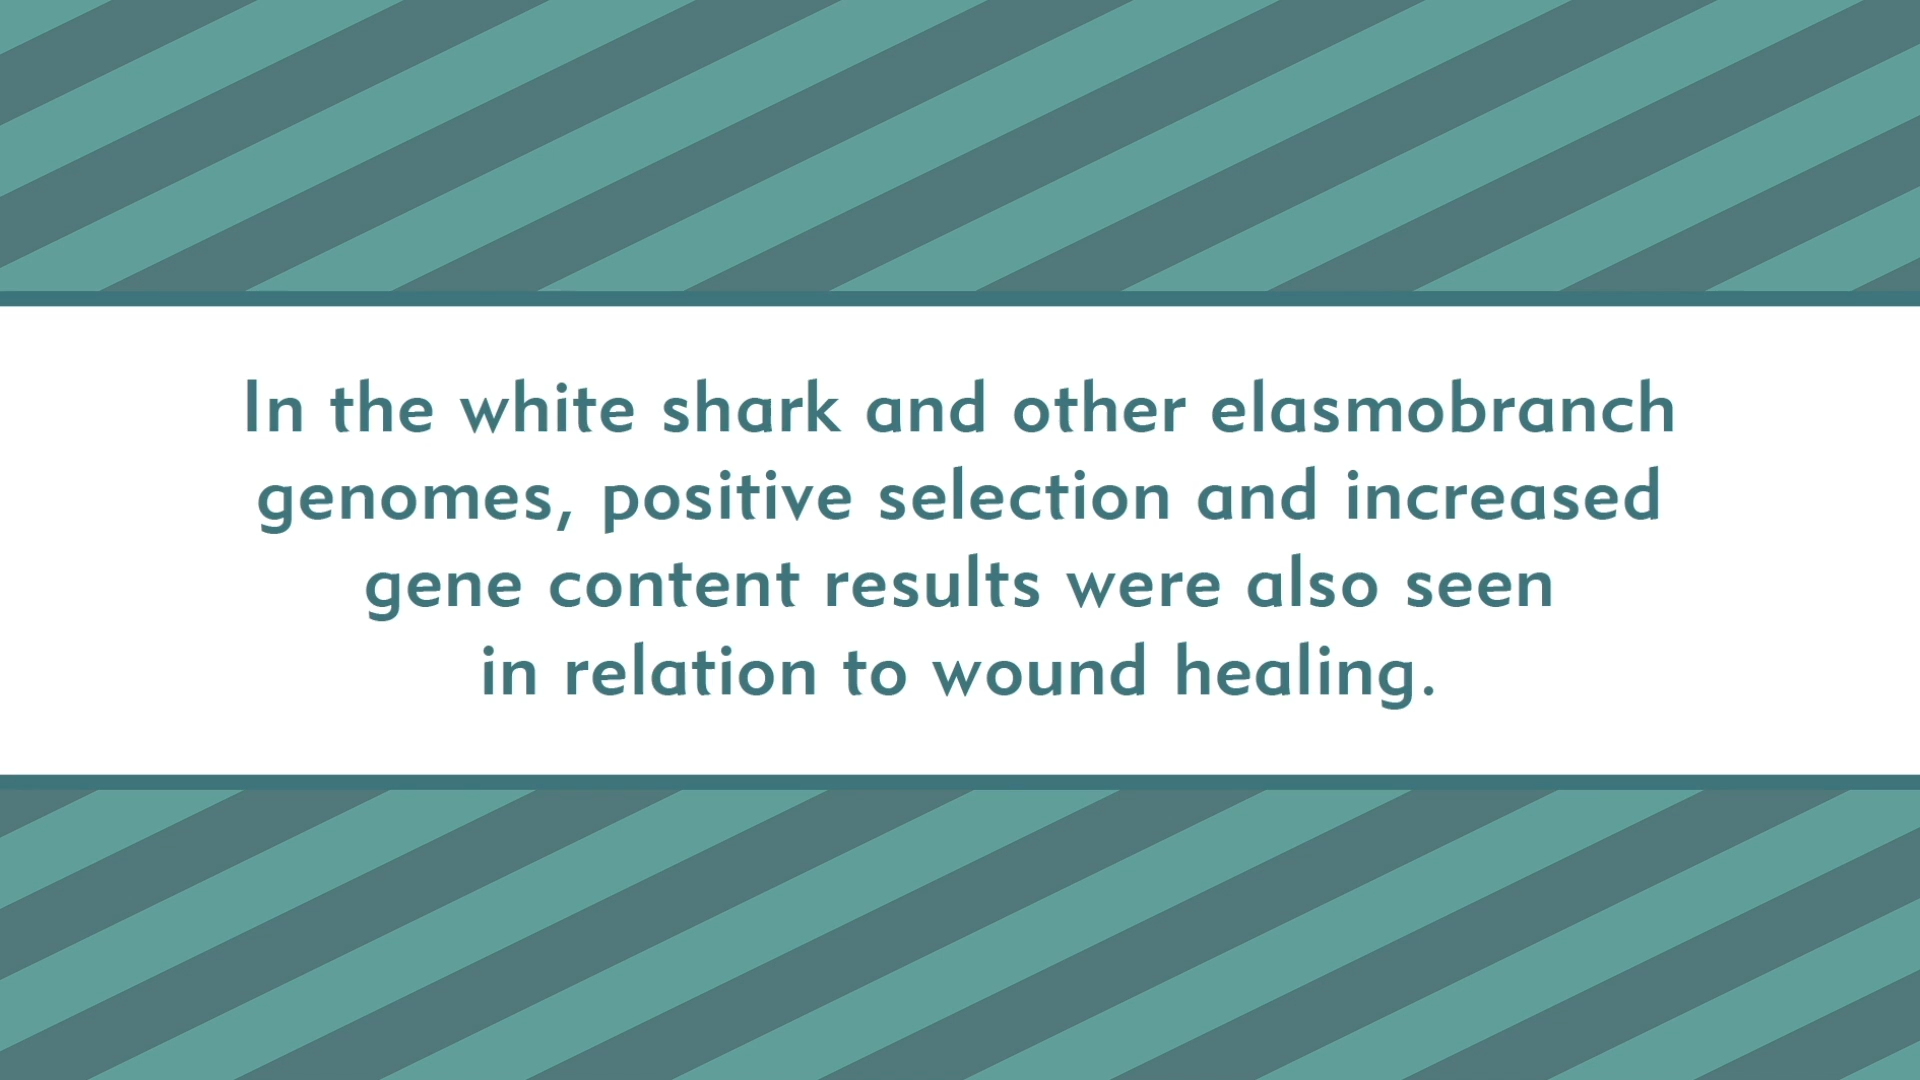 In the white shark and other elasmobranch
genomes, positive selection and increased
gene content results were also seen
in relation to wound healing.